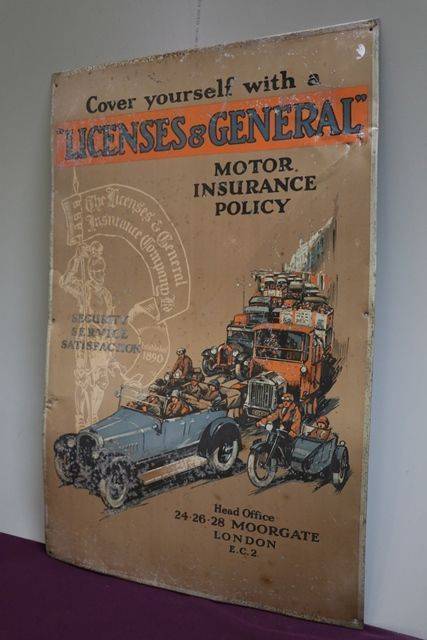 Cover yourself with a
"LICENSES & GENERAL"
MOTOR
INSURANCE
POLICY
The Licenses & General
Insurance Company Ltd
SECURITY
SERVICE
SATISFACTION
1890
Head Office
24·26·28 MOORGATE
LONDON
E.C.2